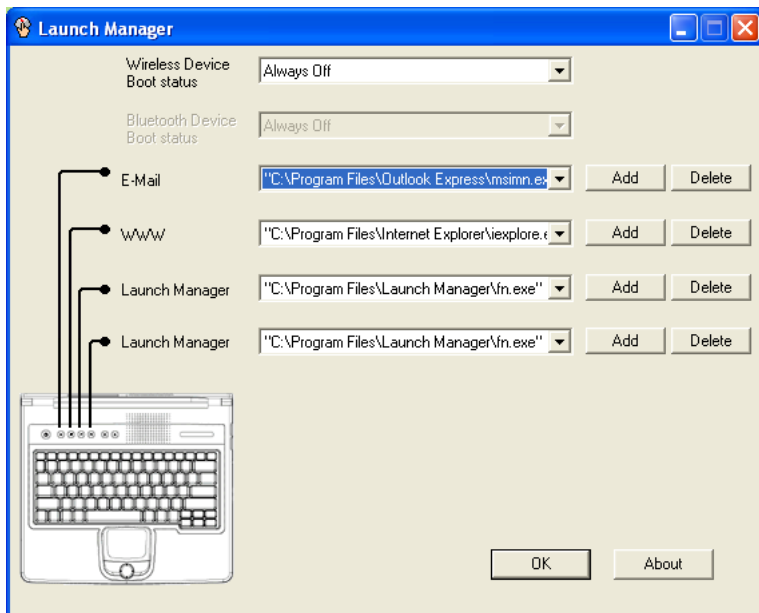 Launch Manager
Wireless Device
Boot status
Always Off
Bluetooth Device
Boot status
Always Off
E-Mail
"C:\Program Files\Outlook Express\msimn.ex
Add
Delete
WWW
"C:\Program Files\Internet Explorer\iexplore.e
Add
Delete
Launch Manager
"C:\Program Files\Launch Manager\fn.exe"
Add
Delete
Launch Manager
"C:\Program Files\Launch Manager\fn.exe"
Add
Delete
OK
About